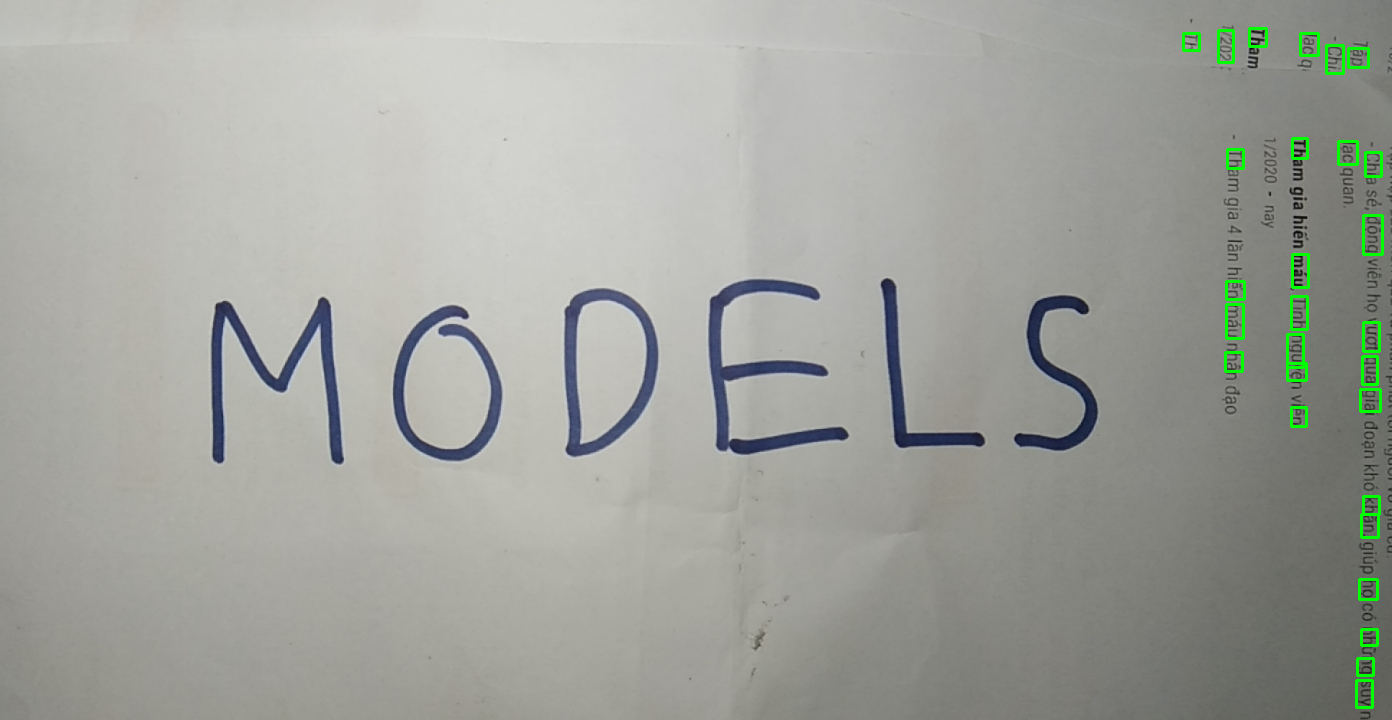 MODELS
- Chia sẻ, động viên họ vượt qua giai đoạn khó khăn, giúp họ có những suy
lạc quan.
Tham gia hiến máu, Tình nguyện viên
1/2020 - nay
- Tham gia 4 lần hiến máu nhân đạo
Tập
- Chi
lạc q
Tham
1/202
- Th